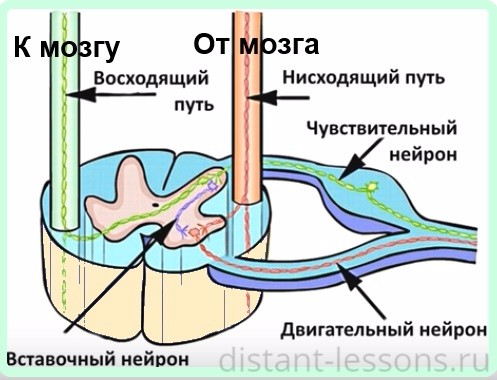 К мозгу
От мозга
Восходящий
путь
Нисходящий путь
Чувствительный
нейрон
Двигательный нейрон
Вставочный нейрон
distant-lessons.ru